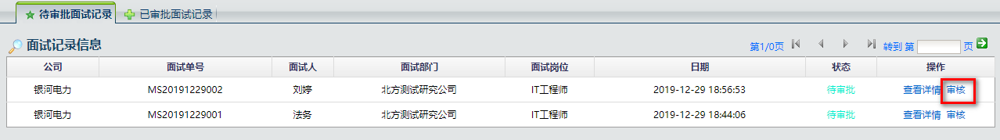 待审批面试记录 已审批面试记录
面试记录信息 第1/0页 转到 第 页
公司 面试单号 面试人 面试部门 面试岗位 日期 状态 操作
银河电力 MS20191229002 刘婷 北方测试研究公司 IT工程师 2019-12-29 18:56:53 待审批 查看详情 审核
银河电力 MS20191229001 法务 北方测试研究公司 IT工程师 2019-12-29 18:44:06 待审批 查看详情 审核